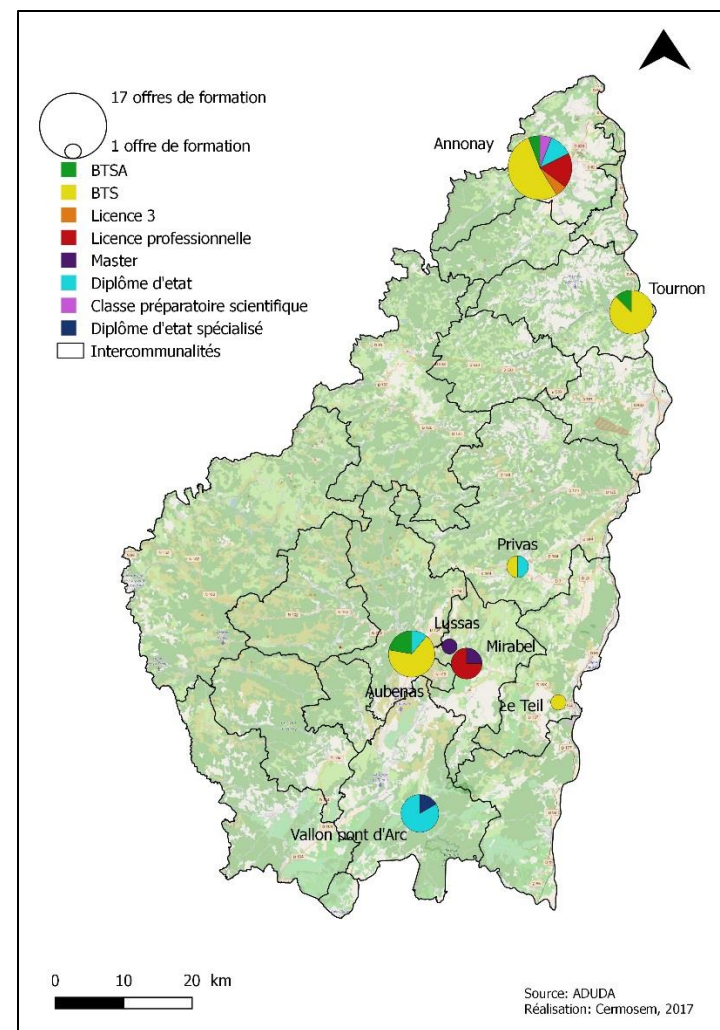 17 offres de formation
1 offre de formation
BTSA
BTS
Licence 3
Licence professionnelle
Master
Diplôme d'etat
Classe préparatoire scientifique
Diplôme d'etat spécialisé
Intercommunalités
Annonay
Tournon
Privas
Lussas
Mirabel
Aubenas
Le Teil
Vallon pont d'Arc
0 10 20 km
Source: ADUDA
Réalisation: Cermosem, 2017